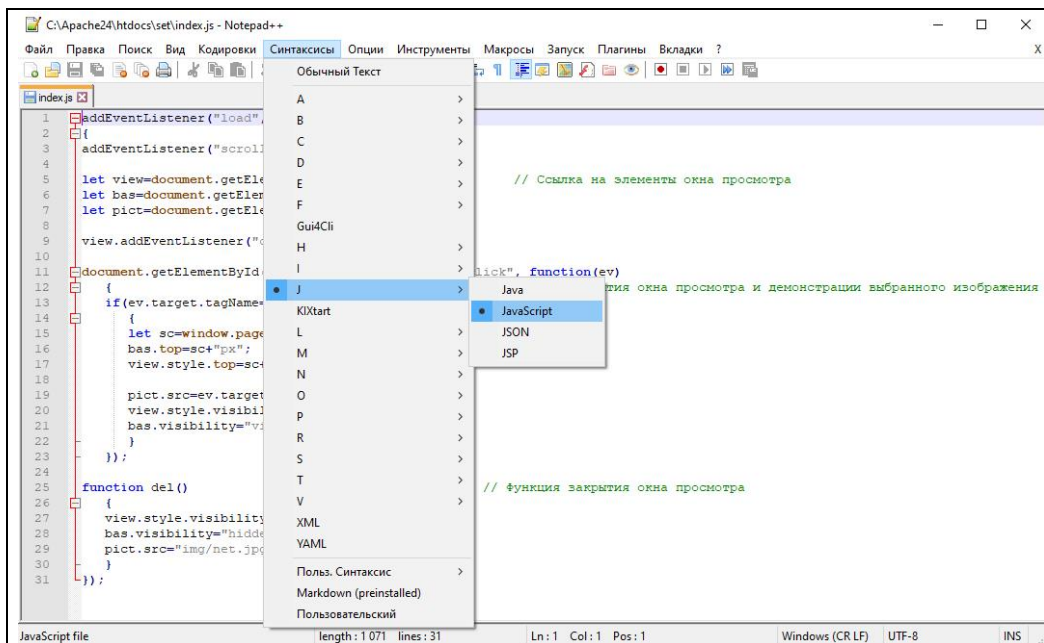 C:\Apache24\htdocs\set\index.js - Notepad++
Файл Правка Поиск Вид Кодировки Синтаксисы Опции Инструменты Макросы Запуск Плагины Вкладки ? X
index.js
1 addEventListener("load",
2 {
3 addEventListener("scroll
4
5 let view=document.getEle // Ссылка на элементы окна просмотра
6 let bas=document.getElem
7 let pict=document.getEle
8
9 view.addEventListener("c
10
11 document.getElementById( lick", function(ev)
12 { тия окна просмотра и демонстрации выбранного изображения
13 if(ev.target.tagName=
14 {
15 let sc=window.page
16 bas.top=sc+"px";
17 view.style.top=sc+
18
19 pict.src=ev.target
20 view.style.visibil
21 bas.visibility="vi
22 }
23 });
24
25 function del() // Функция закрытия окна просмотра
26 {
27 view.style.visibility
28 bas.visibility="hidde
29 pict.src="img/net.jpg
30 }
31 });
Обычный Текст
A
B
C
D
E
F
Gui4Cli
H
I
J
KIXtart
L
M
N
O
P
R
S
T
V
XML
YAML
Польз. Синтаксис
Markdown (preinstalled)
Пользовательский
Java
JavaScript
JSON
JSP
JavaScript file length : 1 071 lines : 31 Ln : 1 Col : 1 Pos : 1 Windows (CR LF) UTF-8 INS